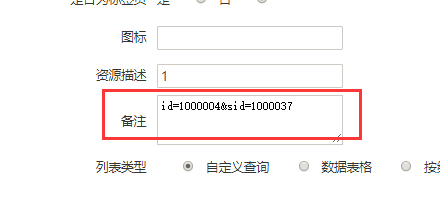 图标
资源描述 1
备注 id=1000004&sid=1000037
列表类型 自定义查询 数据表格